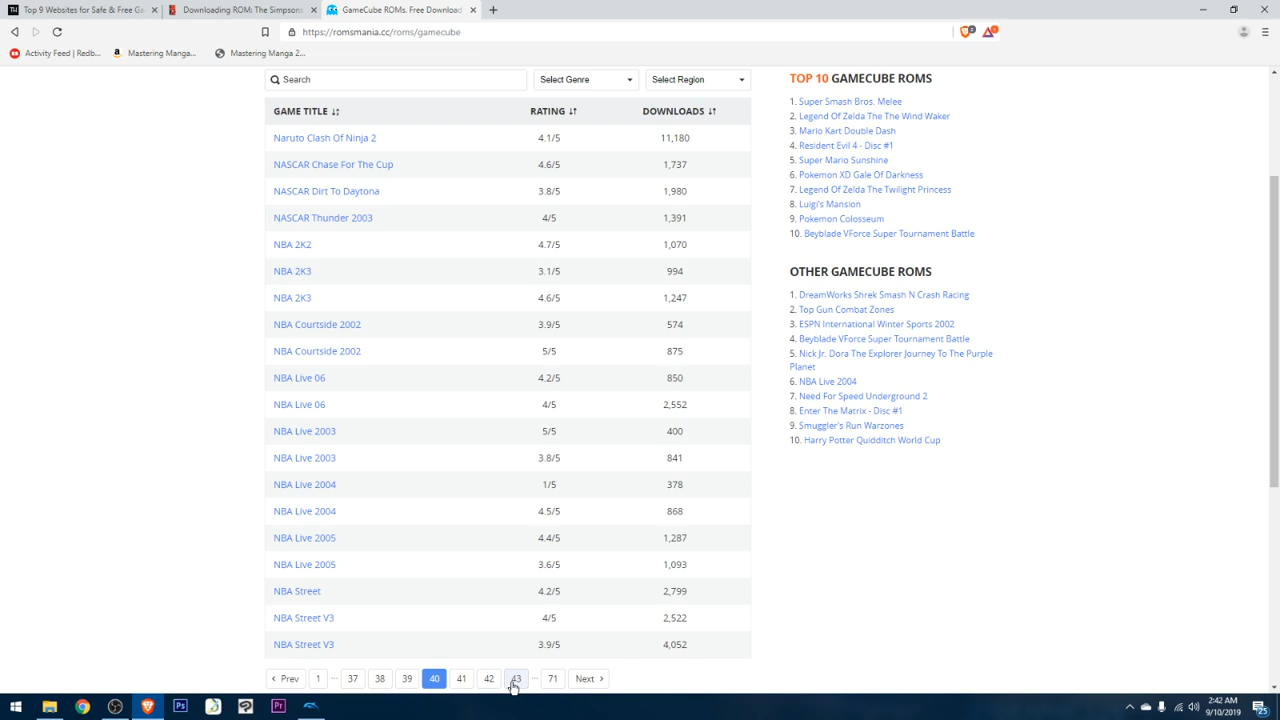 Top 9 Websites for Safe & Free Gam
Downloading ROM: The Simpsons
GameCube ROMs. Free Download
https://romsmania.cc/roms/gamecube
Activity Feed | Redb...
Mastering Manga...
Mastering Manga 2...
Search
Select Genre
Select Region
GAME TITLE RATING DOWNLOADS
Naruto Clash Of Ninja 2 4.1/5 11,180
NASCAR Chase For The Cup 4.6/5 1,737
NASCAR Dirt To Daytona 3.8/5 1,980
NASCAR Thunder 2003 4/5 1,391
NBA 2K2 4.7/5 1,070
NBA 2K3 3.1/5 994
NBA 2K3 4.6/5 1,247
NBA Courtside 2002 3.9/5 574
NBA Courtside 2002 5/5 875
NBA Live 06 4.2/5 850
NBA Live 06 4/5 2,552
NBA Live 2003 5/5 400
NBA Live 2003 3.8/5 841
NBA Live 2004 1/5 378
NBA Live 2004 4.5/5 868
NBA Live 2005 4.4/5 1,287
NBA Live 2005 3.6/5 1,093
NBA Street 4.2/5 2,799
NBA Street V3 4/5 2,522
NBA Street V3 3.9/5 4,052
Prev 1 ... 37 38 39 40 41 42 43 ... 71 Next
TOP 10 GAMECUBE ROMS
1. Super Smash Bros. Melee
2. Legend Of Zelda The The Wind Waker
3. Mario Kart Double Dash
4. Resident Evil 4 - Disc #1
5. Super Mario Sunshine
6. Pokemon XD Gale Of Darkness
7. Legend Of Zelda The Twilight Princess
8. Luigi's Mansion
9. Pokemon Colosseum
10. Beyblade VForce Super Tournament Battle
OTHER GAMECUBE ROMS
1. DreamWorks Shrek Smash N Crash Racing
2. Top Gun Combat Zones
3. ESPN International Winter Sports 2002
4. Beyblade VForce Super Tournament Battle
5. Nick Jr. Dora The Explorer Journey To The Purple
Planet
6. NBA Live 2004
7. Need For Speed Underground 2
8. Enter The Matrix - Disc #1
9. Smuggler's Run Warzones
10. Harry Potter Quidditch World Cup
Ps
Pr
2:42 AM
9/10/2019
25